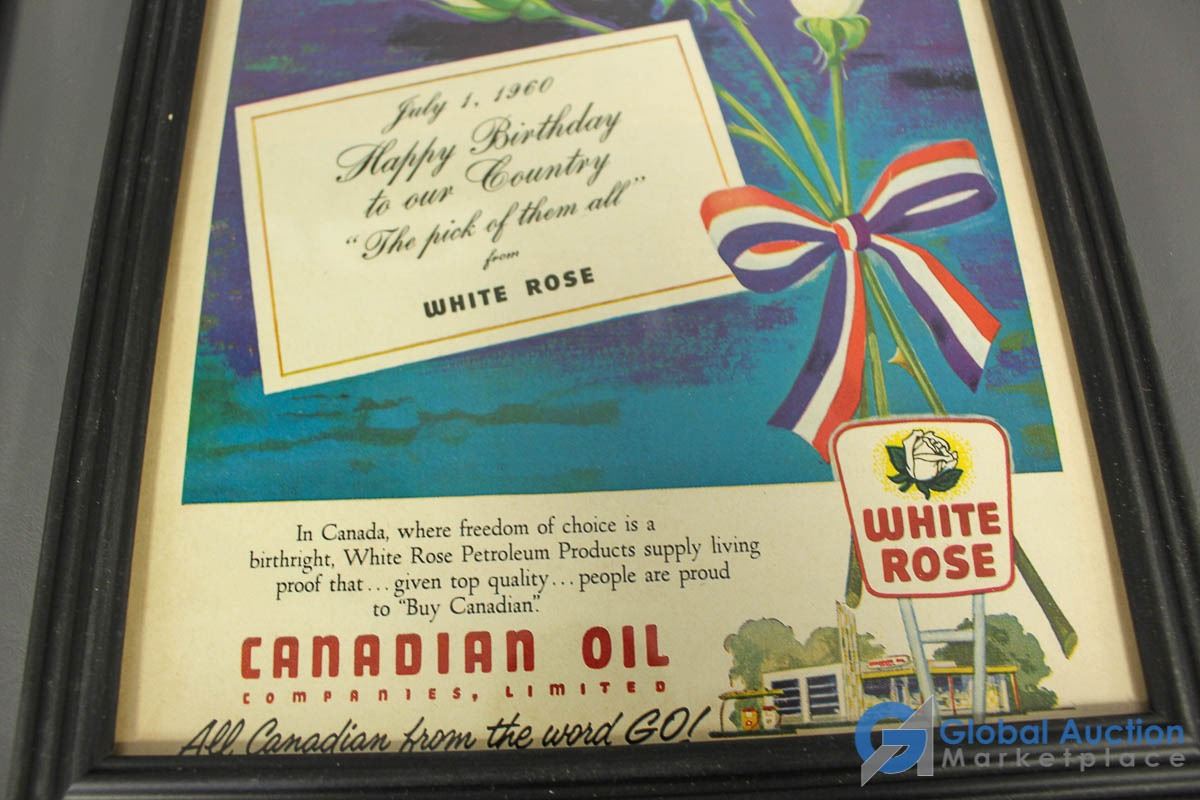 July 1, 1960
Happy Birthday
to our Country
“The pick of them all”
from
WHITE ROSE
WHITE
ROSE
In Canada, where freedom of choice is a
birthright, White Rose Petroleum Products supply living
proof that...given top quality...people are proud
to “Buy Canadian”.
CANADIAN OIL
COMPANIES, LIMITED
All Canadian from the word GO!
Global Auction
Marketplace